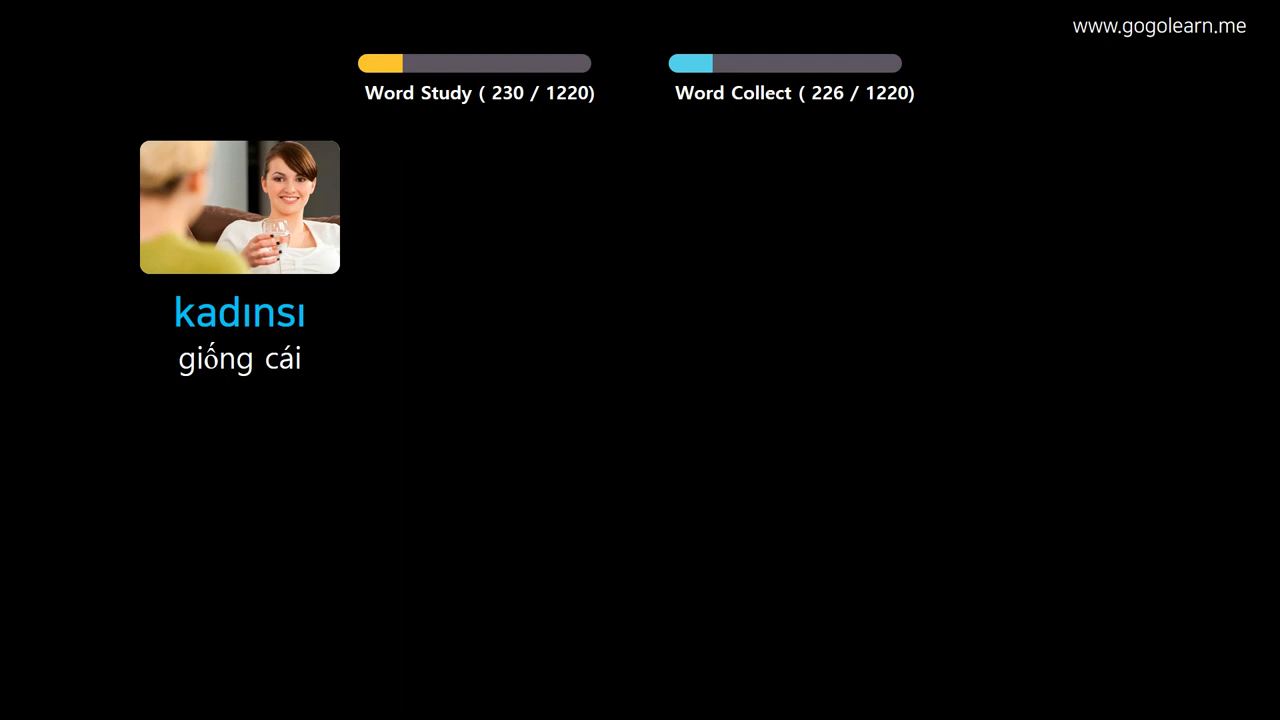 www.gogolearn.me
Word Study ( 230 / 1220)
Word Collect ( 226 / 1220)
kadınsı
giống cái